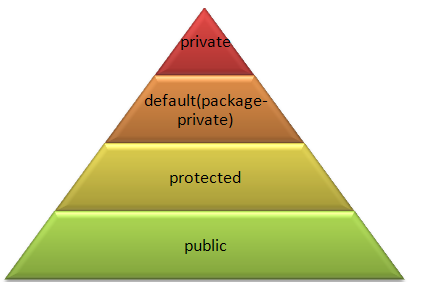 private
default(package-
private)
protected
public